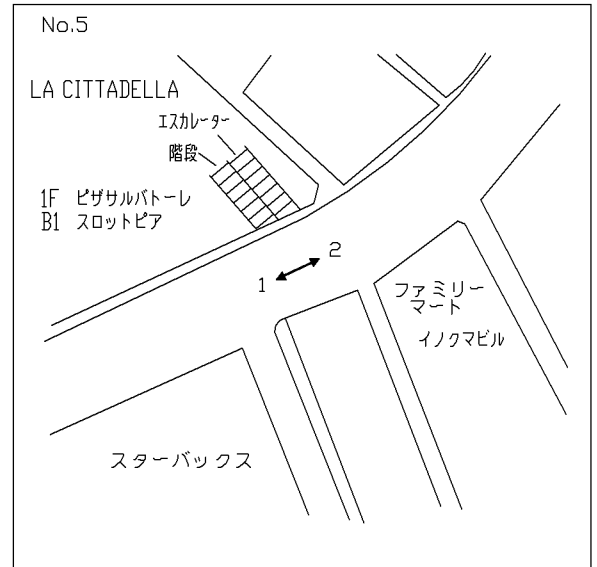 No.5
LA CITTADELLA
エスカレーター
階段
1F ピザサルバトーレ
B1 スロットピア
2
1
ファミリー
マート
イノクマビル
スターバックス